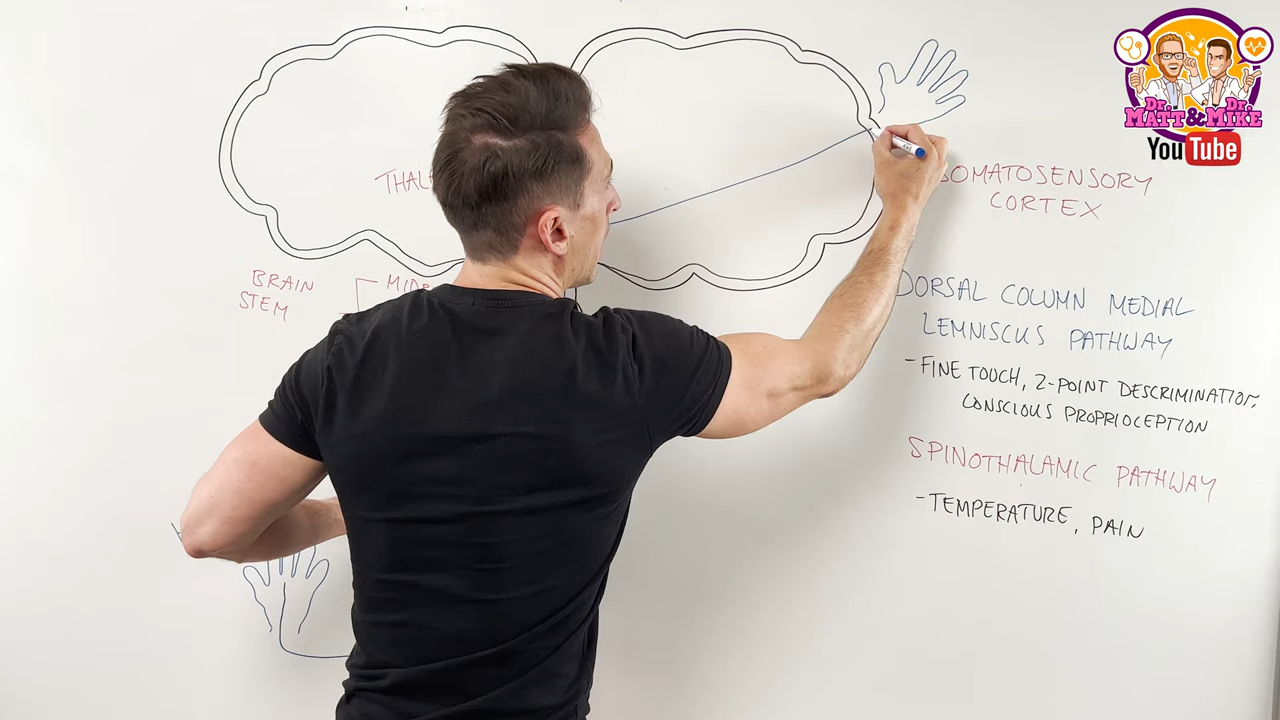 Dr. Dr.
MATT & MIKE
YouTube
SOMATOSENSORY
CORTEX
BRAIN
STEM
DORSAL COLUMN MEDIAL
LEMNISCUS PATHWAY
- FINE TOUCH, 2-POINT DESCRIMINATION,
CONSCIOUS PROPRIOCEPTION
SPINOTHALAMIC PATHWAY
- TEMPERATURE, PAIN